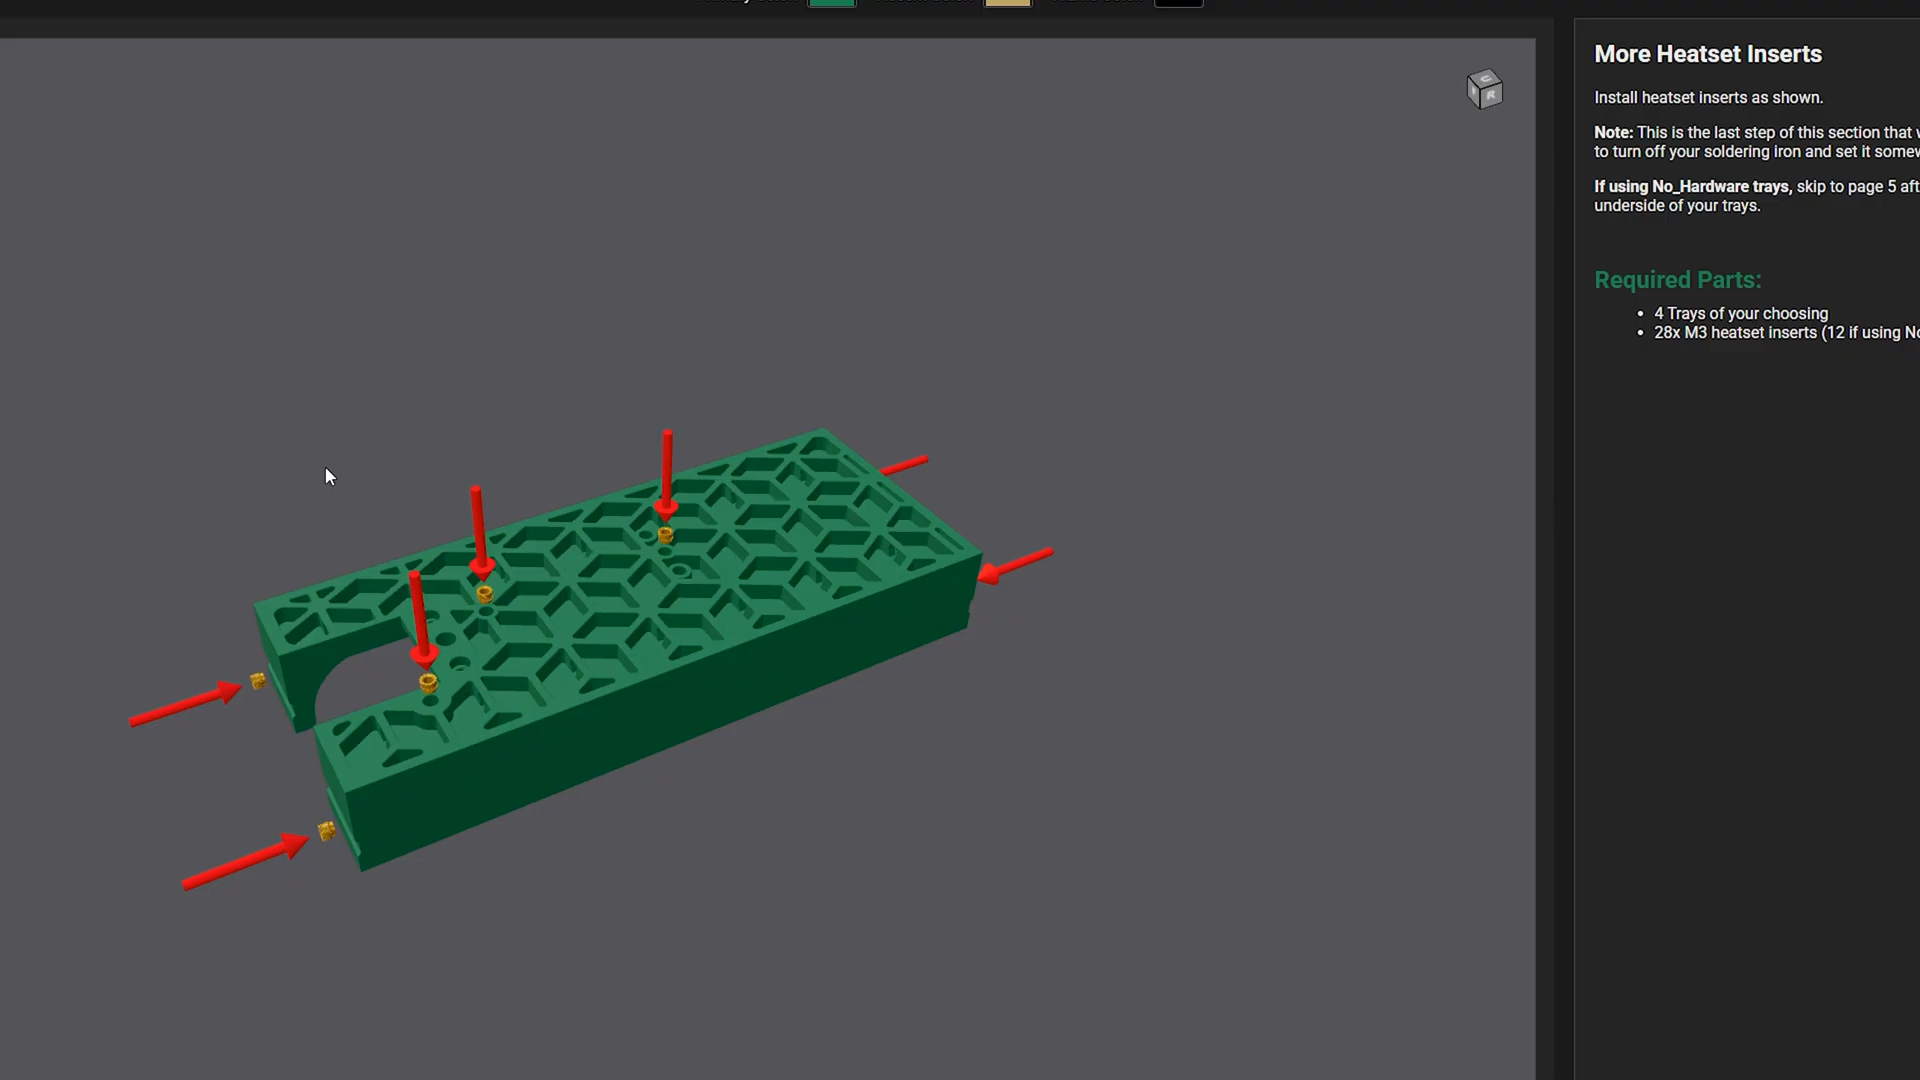 More Heatset Inserts
Install heatset inserts as shown.
Note: This is the last step of this section that
to turn off your soldering iron and set it
If using No_Hardware trays, skip to page 5
underside of your trays.
Required Parts:
• 4 Trays of your choosing
• 28x M3 heatset inserts (12 if using
C
R